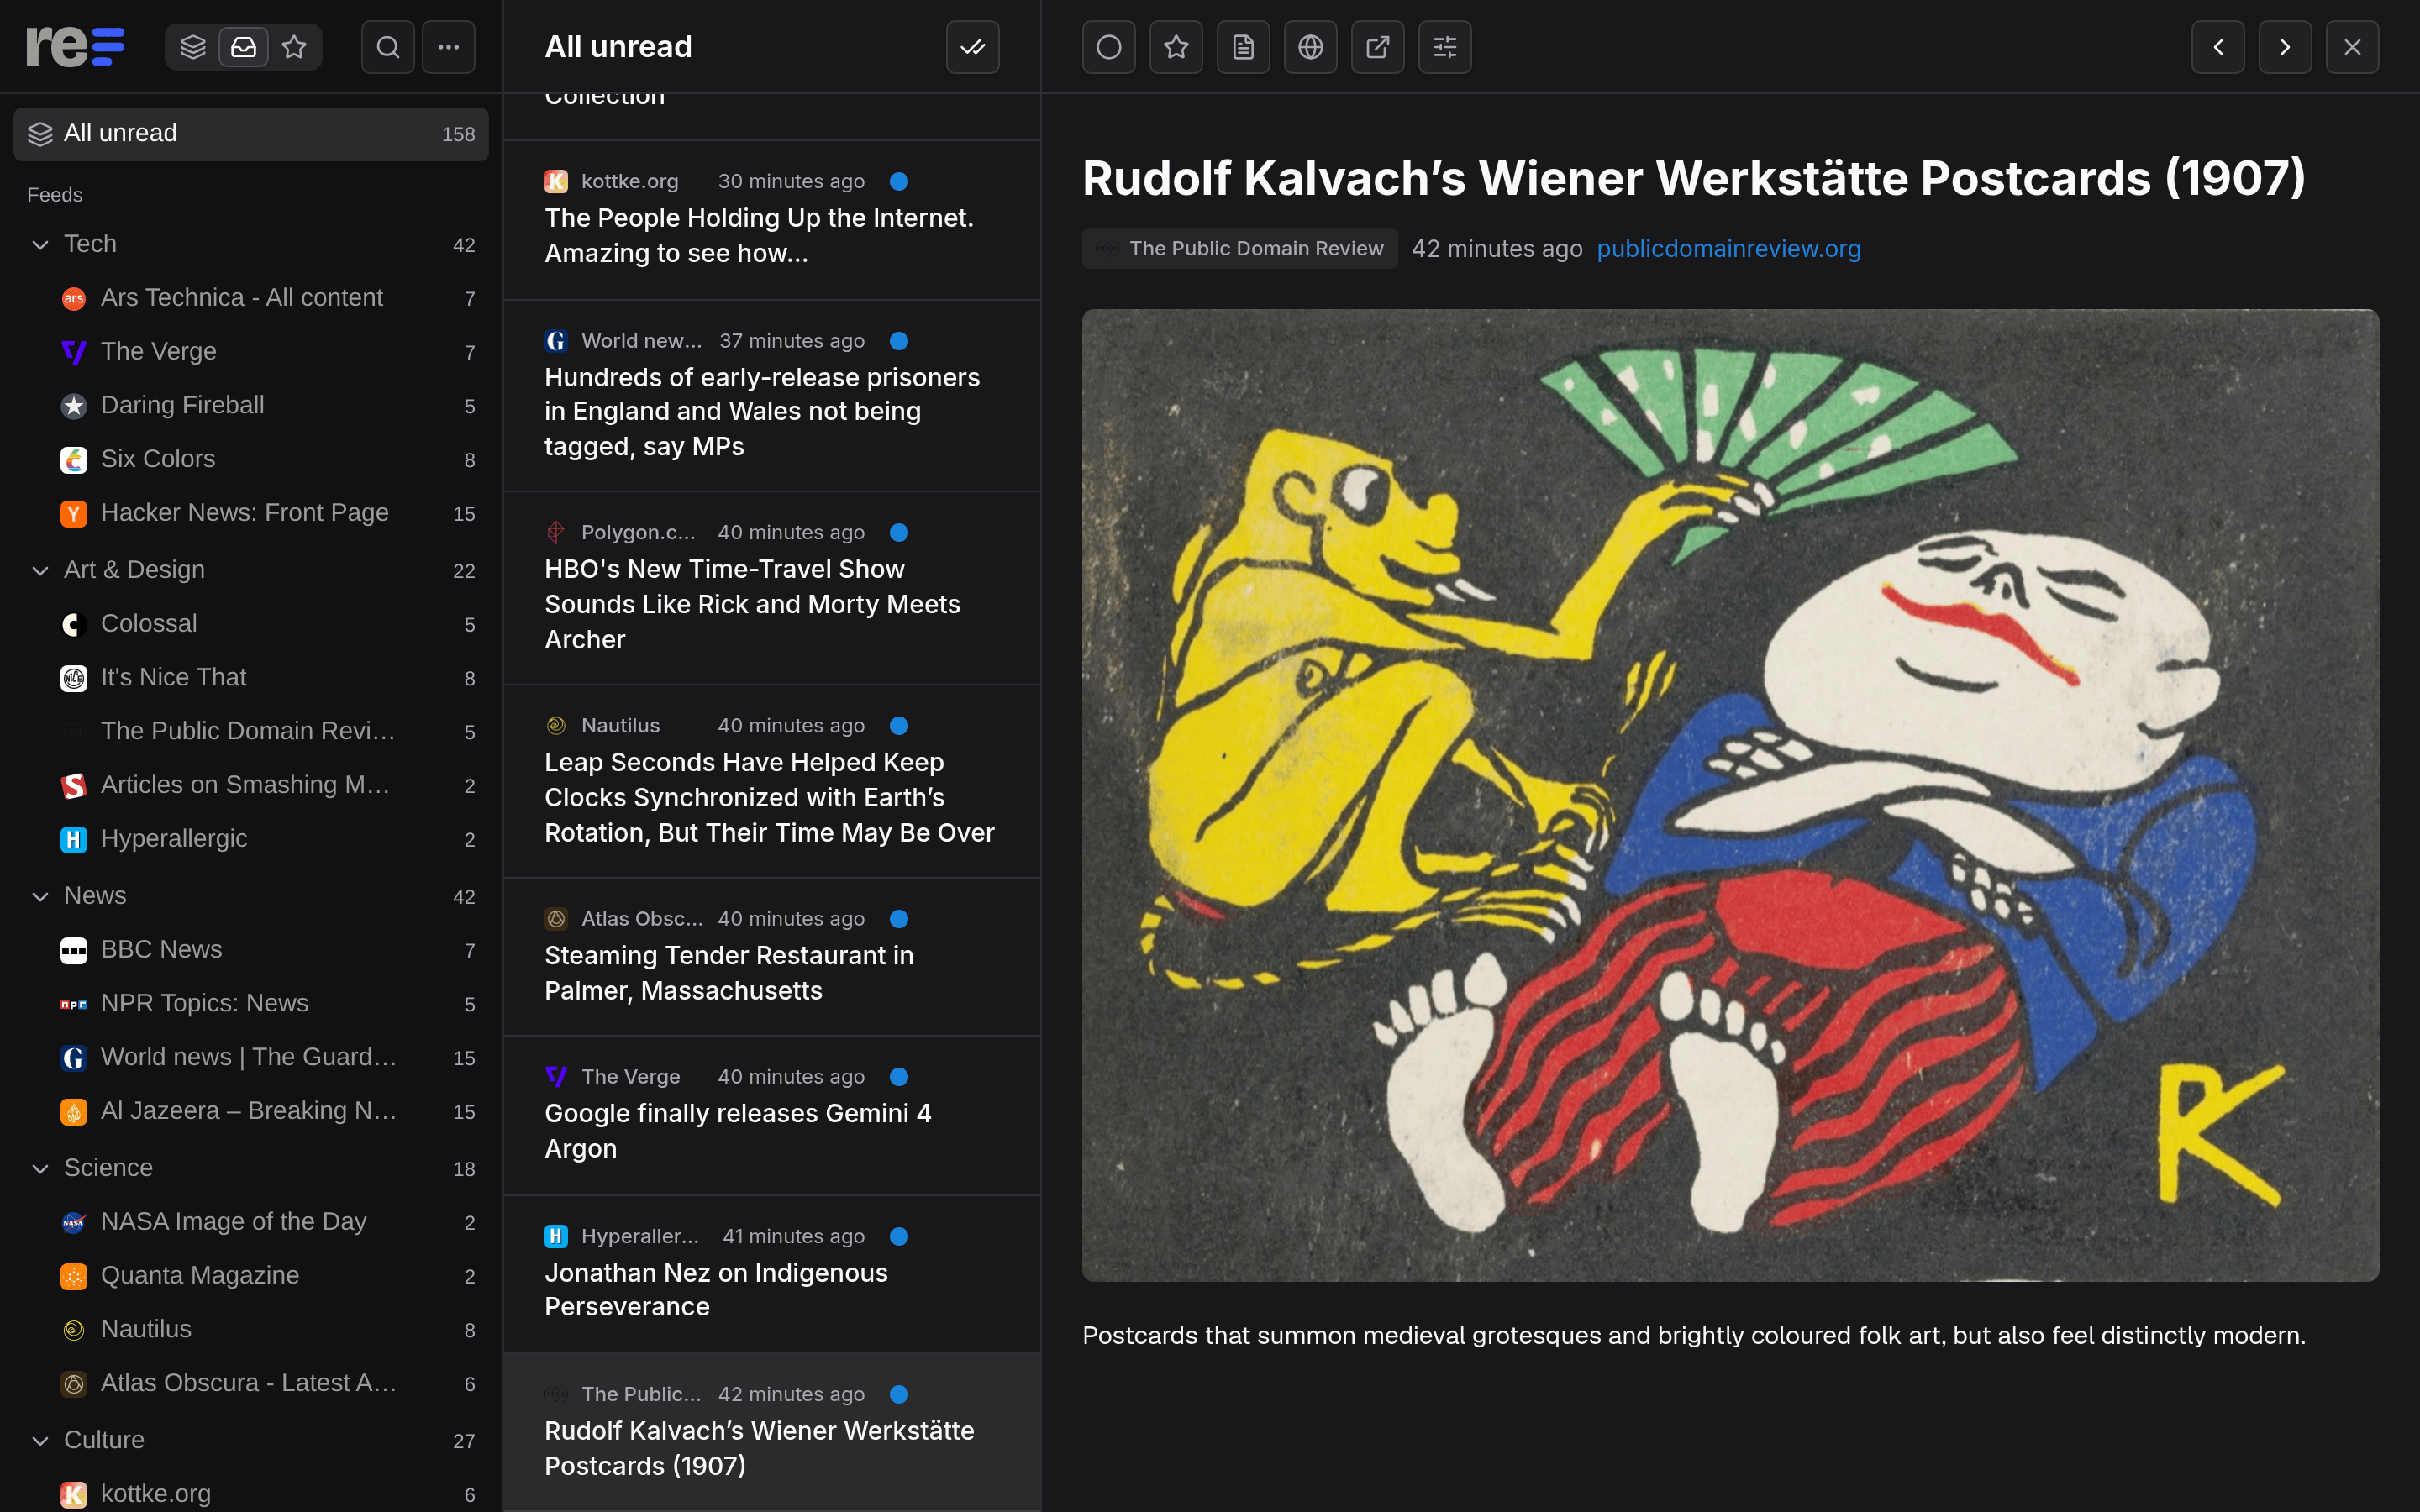 re
All unread 158
Feeds
Tech 42
Ars Technica - All content 7
The Verge 7
Daring Fireball 5
Six Colors 8
Hacker News: Front Page 15
Art & Design 22
Colossal 5
It's Nice That 8
The Public Domain Revi… 5
Articles on Smashing M… 2
Hyperallergic 2
News 42
BBC News 7
NPR Topics: News 5
World news | The Guard… 15
Al Jazeera – Breaking N… 15
Science 18
NASA Image of the Day 2
Quanta Magazine 2
Nautilus 8
Atlas Obscura - Latest A… 6
Culture 27
kottke.org 6
All unread
Collection
kottke.org 30 minutes ago
The People Holding Up the Internet.
Amazing to see how…
World new… 37 minutes ago
Hundreds of early-release prisoners
in England and Wales not being
tagged, say MPs
Polygon.c… 40 minutes ago
HBO's New Time-Travel Show
Sounds Like Rick and Morty Meets
Archer
Nautilus 40 minutes ago
Leap Seconds Have Helped Keep
Clocks Synchronized with Earth’s
Rotation, But Their Time May Be Over
Atlas Obsc… 40 minutes ago
Steaming Tender Restaurant in
Palmer, Massachusetts
The Verge 40 minutes ago
Google finally releases Gemini 4
Argon
Hyperaller… 41 minutes ago
Jonathan Nez on Indigenous
Perseverance
The Public… 42 minutes ago
Rudolf Kalvach’s Wiener Werkstätte
Postcards (1907)
Rudolf Kalvach’s Wiener Werkstätte Postcards (1907)
The Public Domain Review 42 minutes ago publicdomainreview.org
RK
Postcards that summon medieval grotesques and brightly coloured folk art, but also feel distinctly modern.